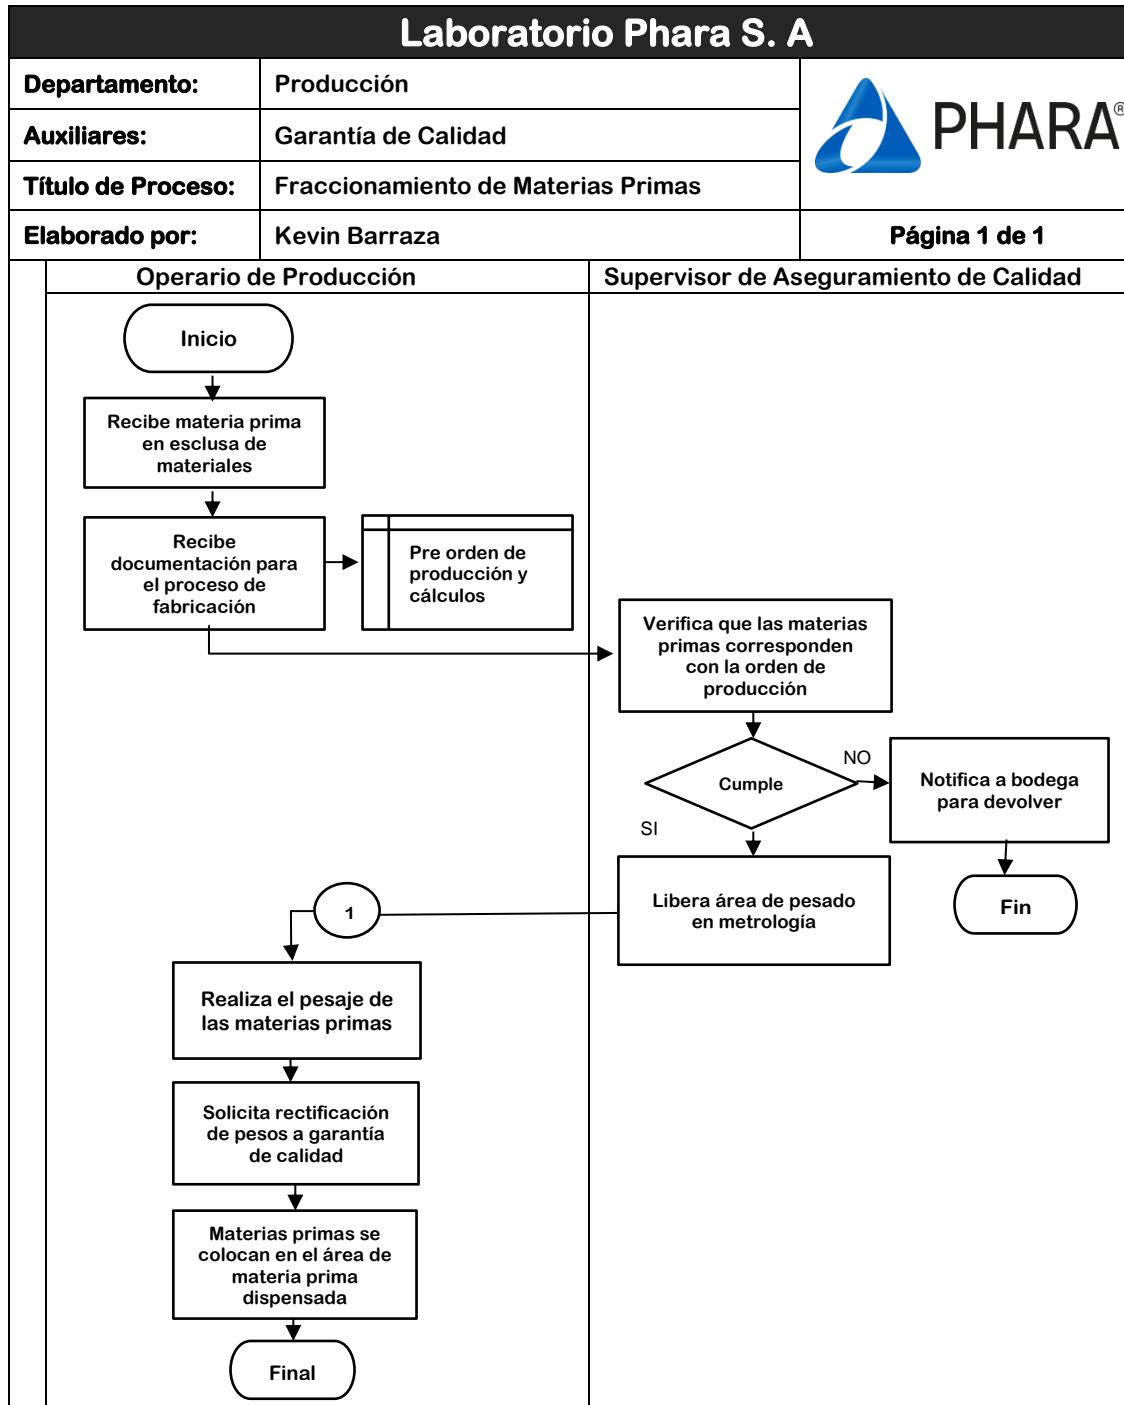 Laboratorio Phara S. A
Departamento:
Producción
PHARA®
Auxiliares:
Garantía de Calidad
Título de Proceso:
Fraccionamiento de Materias Primas
Elaborado por:
Kevin Barraza
Página 1 de 1
Operario de Producción
Supervisor de Aseguramiento de Calidad
Inicio
Recibe materia prima
en esclusa de
materiales
Recibe
documentación para
el proceso de
fabricación
Pre orden de
producción y
cálculos
Verifica que las materias
primas corresponden
con la orden de
producción
Cumple
NO
Notifica a bodega
para devolver
Fin
SI
Libera área de pesado
en metrología
1
Realiza el pesaje de
las materias primas
Solicita rectificación
de pesos a garantía
de calidad
Materias primas se
colocan en el área de
materia prima
dispensada
Final